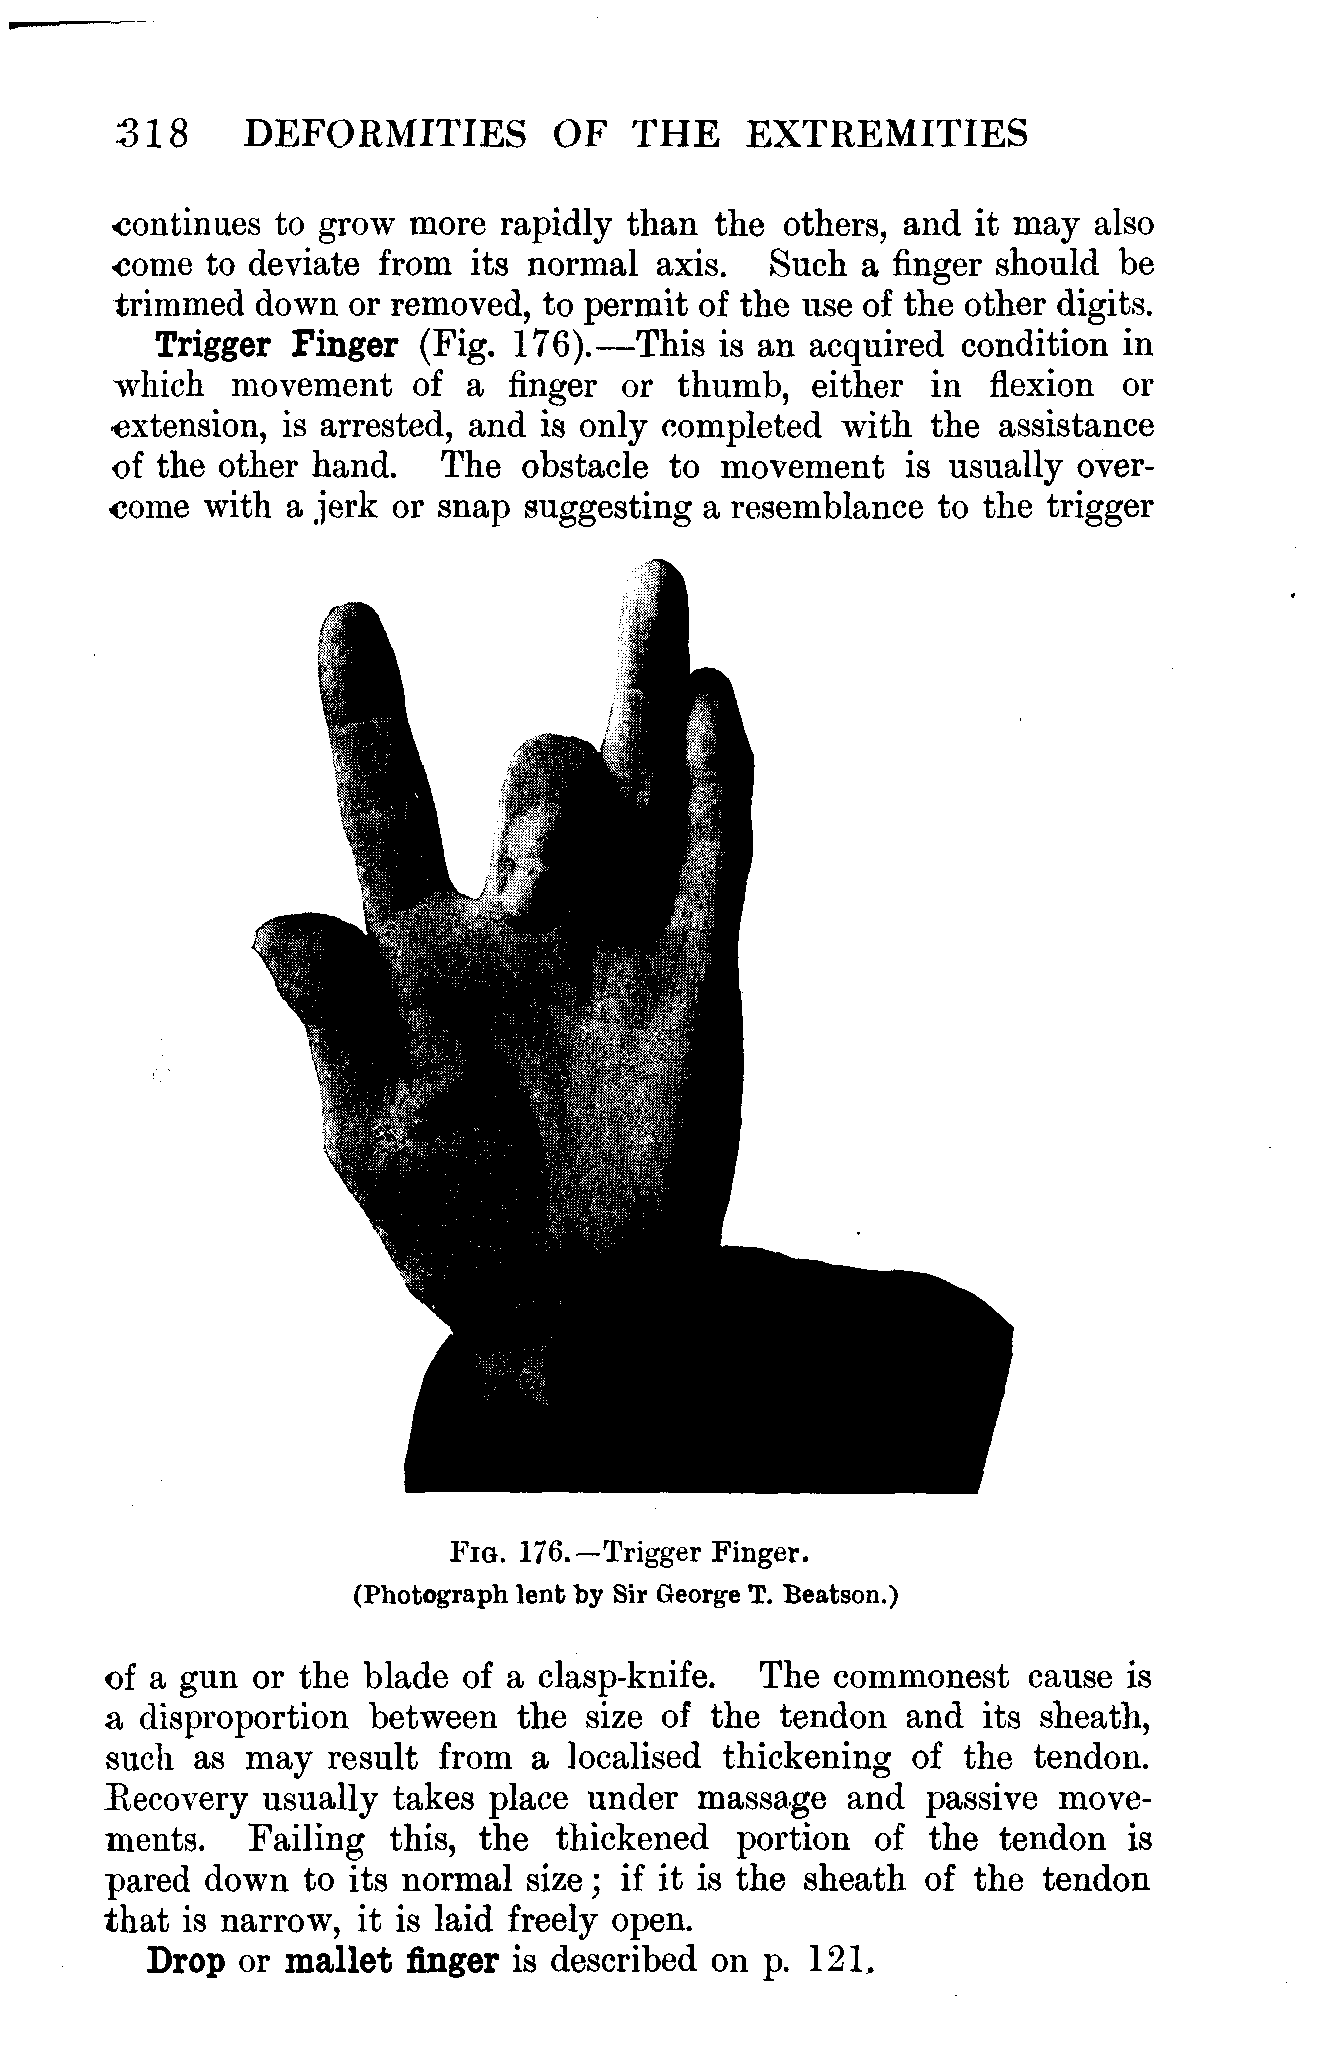 318 DEFORMITIES OF THE EXTREMITIES
continues to grow more rapidly than the others, and it may also
come to deviate from its normal axis. Such a finger should be
trimmed down or removed, to permit of the use of the other digits.
Trigger Finger (Fig. 176).—This is an acquired condition in
which movement of a finger or thumb, either in flexion or
extension, is arrested, and is only completed with the assistance
of the other hand. The obstacle to movement is usually over-
come with a jerk or snap suggesting a resemblance to the trigger
Fig. 176.—Trigger Finger.
(Photograph lent by Sir George T. Beatson.)
of a gun or the blade of a clasp-knife. The commonest cause is
a disproportion between the size of the tendon and its sheath,
such as may result from a localised thickening of the tendon.
Recovery usually takes place under massage and passive move-
ments. Failing this, the thickened portion of the tendon is
pared down to its normal size; if it is the sheath of the tendon
that is narrow, it is laid freely open.
Drop or mallet finger is described on p. 121.